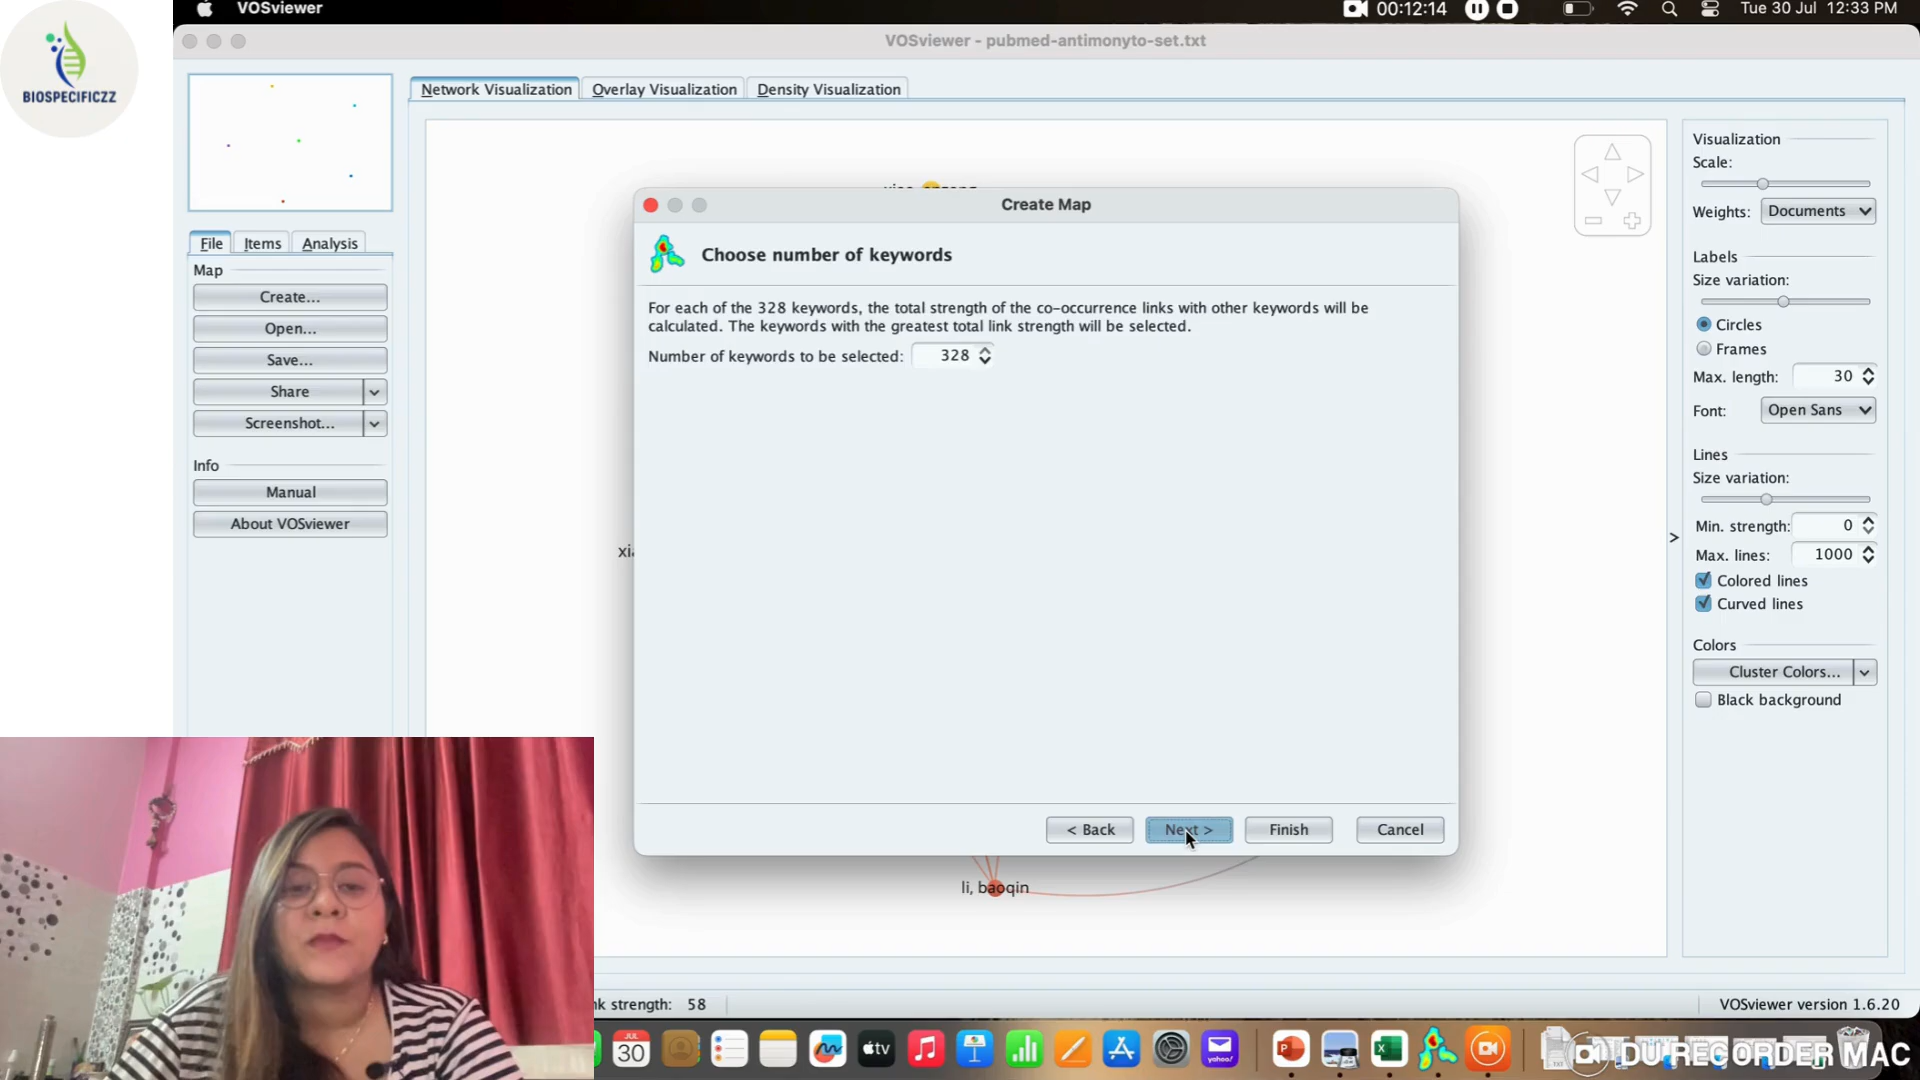 VOSviewer
00:12:14
Tue 30 Jul 12:33 PM
BIOSPECIFICZZ
VOSviewer - pubmed-antimonyto-set.txt
Network Visualization
Overlay Visualization
Density Visualization
File
Items
Analysis
Map
Create...
Open...
Save...
Share
Screenshot...
Info
Manual
About VOSviewer
Create Map
Choose number of keywords
For each of the 328 keywords, the total strength of the co-occurrence links with other keywords will be
calculated. The keywords with the greatest total link strength will be selected.
Number of keywords to be selected: 328
< Back
Next >
Finish
Cancel
li, baoqin
Visualization
Scale:
Weights: Documents
Labels
Size variation:
Circles
Frames
Max. length: 30
Font: Open Sans
Lines
Size variation:
Min. strength: 0
Max. lines: 1000
Colored lines
Curved lines
Colors
Cluster Colors...
Black background
>
nk strength: 58
VOSviewer version 1.6.20
JUL
30
tv
yahoo!
DU RECORDER MAC